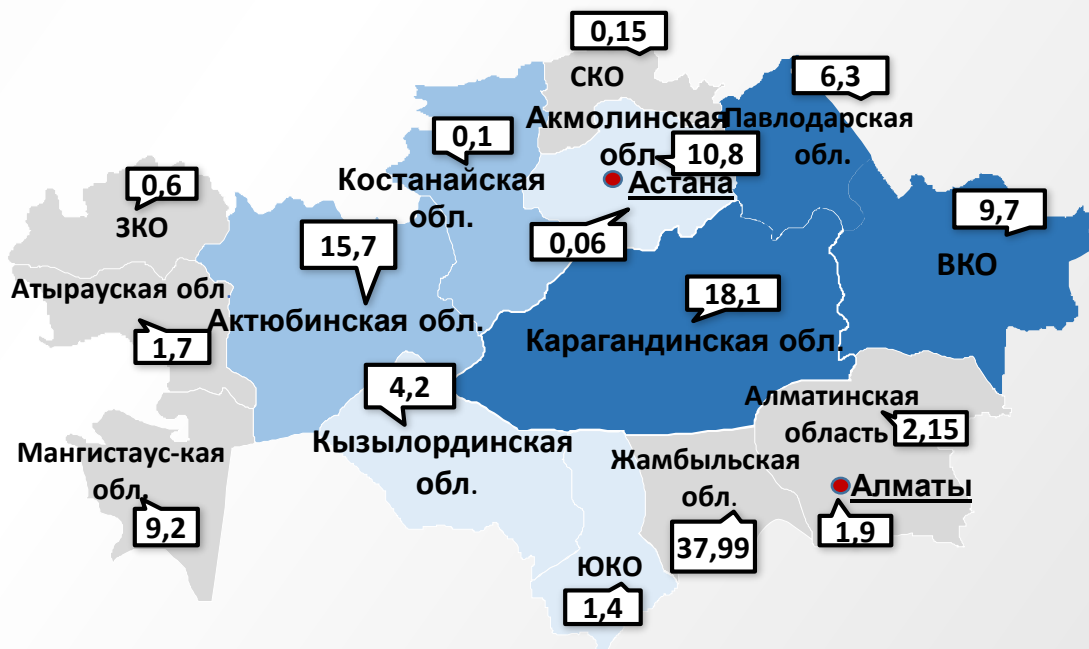 0,15
СКО
6,3
Акмолинская
обл
10,8
Павлодарская
обл.
0,1
Костанайская
обл.
Астана
0,06
0,6
ЗКО
9,7
ВКО
15,7
Актюбинская обл.
Атырауская обл.
1,7
18,1
Карагандинская обл.
4,2
Кызылординская
обл.
Алматинская
область
2,15
Мангистаус-кая
обл.
9,2
Жамбыльская
обл.
37,99
Алматы
1,9
ЮКО
1,4